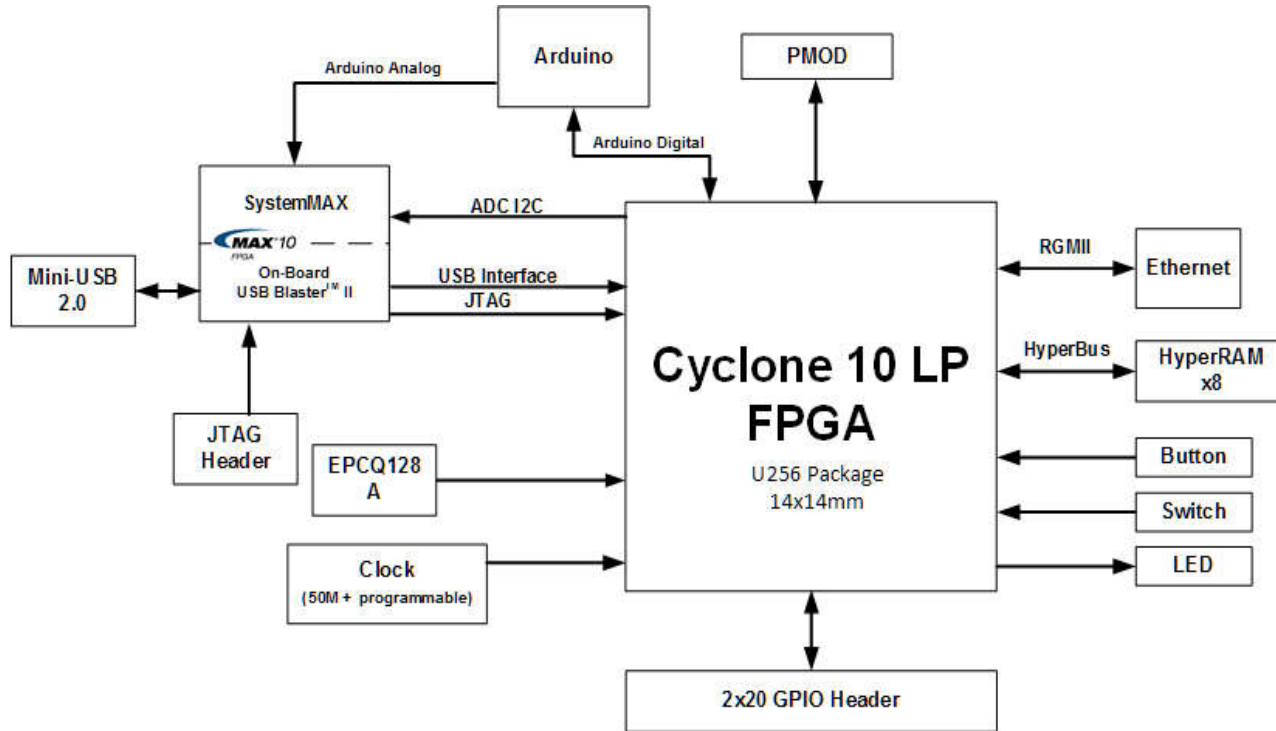 Arduino
PMOD
Arduino Analog
Arduino Digital
SystemMAX
MAX®10
FPGA
On-Board
USB Blaster™ II
ADC I2C
USB Interface
JTAG
Mini-USB
2.0
JTAG
Header
EPCQ128
A
Clock
(50M + programmable)
Cyclone 10 LP
FPGA
U256 Package
14x14mm
RGMII
Ethernet
HyperBus
HyperRAM
x8
Button
Switch
LED
2x20 GPIO Header